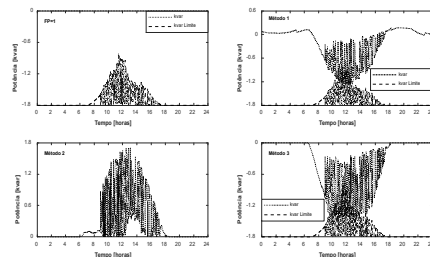 FP=1
kvar
kvar Limite
Potência [kvar]
0
-0.6
-1.2
-1.8
0 2 4 6 8 10 12 14 16 18 20 22 24
Tempo [horas]
Método 1
kvar
kvar Limite
Potência [kvar]
0.6
0
-0.6
-1.2
-1.8
0 2 4 6 8 10 12 14 16 18 20 22 24
Tempo [horas]
Método 2
Potência [kvar]
1.8
1.2
0.6
0
0 2 4 6 8 10 12 14 16 18 20 22 24
Tempo [horas]
Método 3
kvar
kvar Limite
Potência [kvar]
0
-0.6
-1.2
-1.8
0 2 4 6 8 10 12 14 16 18 20 22 24
Tempo [horas]